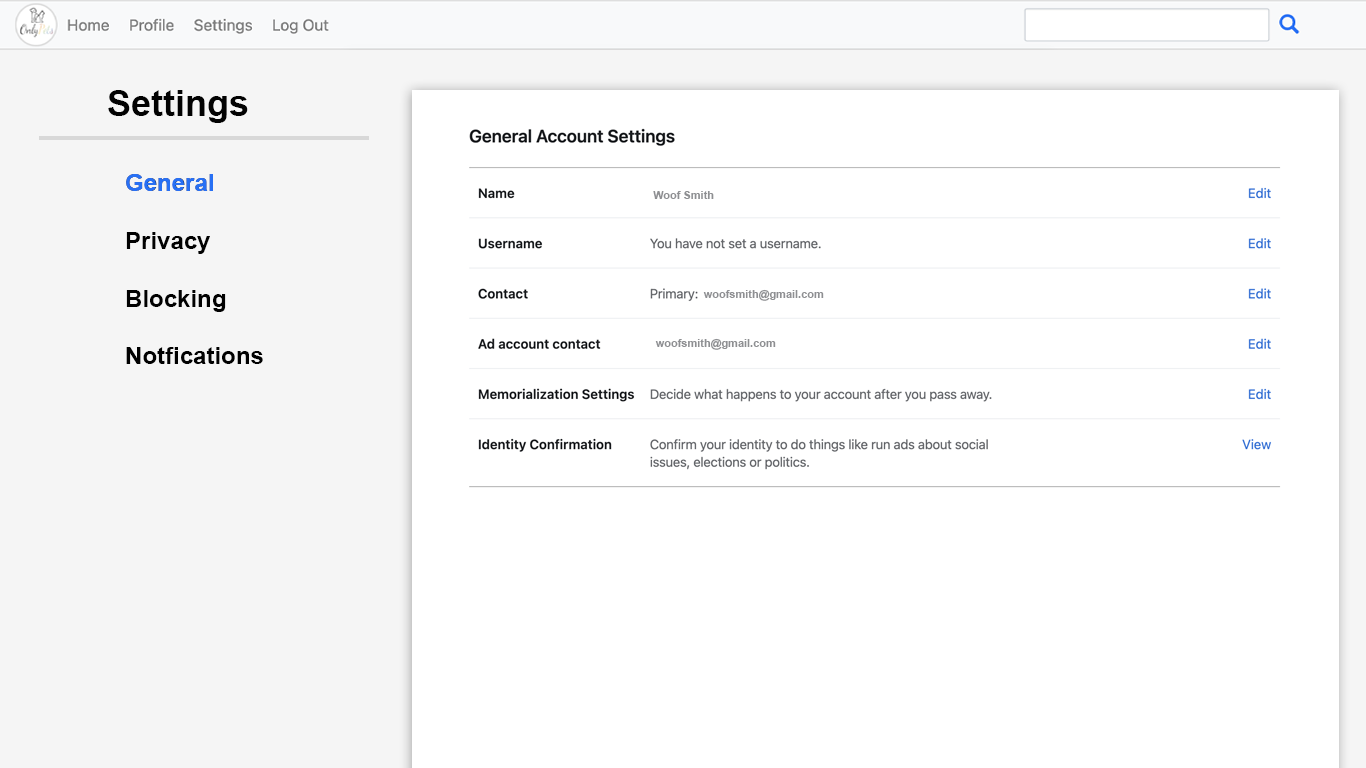 OnlyPets Home Profile Settings Log Out
Settings
General
Privacy
Blocking
Notfications
General Account Settings
Name Woof Smith Edit
Username You have not set a username. Edit
Contact Primary: woofsmith@gmail.com Edit
Ad account contact woofsmith@gmail.com Edit
Memorialization Settings Decide what happens to your account after you pass away. Edit
Identity Confirmation Confirm your identity to do things like run ads about social View
issues, elections or politics.